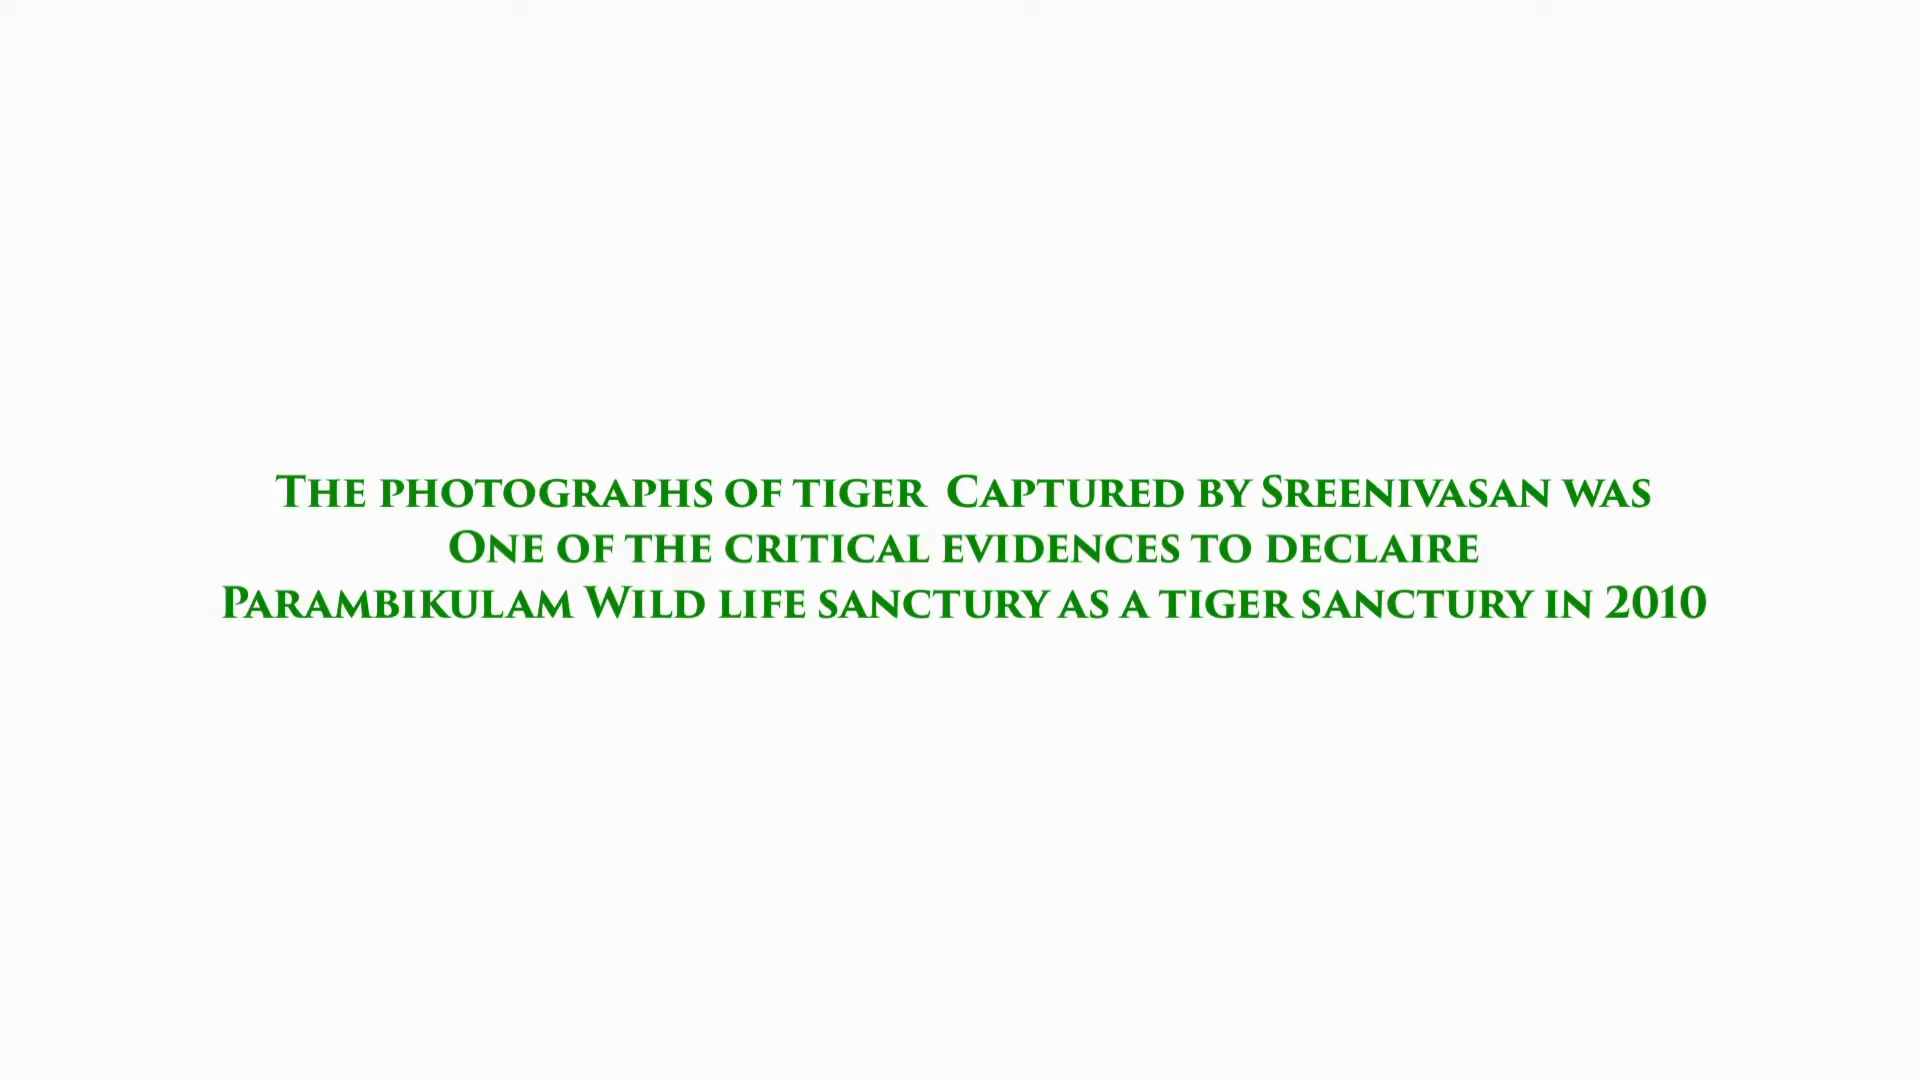 The photographs of tiger  Captured by Sreenivasan was
One of the critical evidences to declaire
Parambikulam Wild life sanctury as a tiger sanctury in 2010